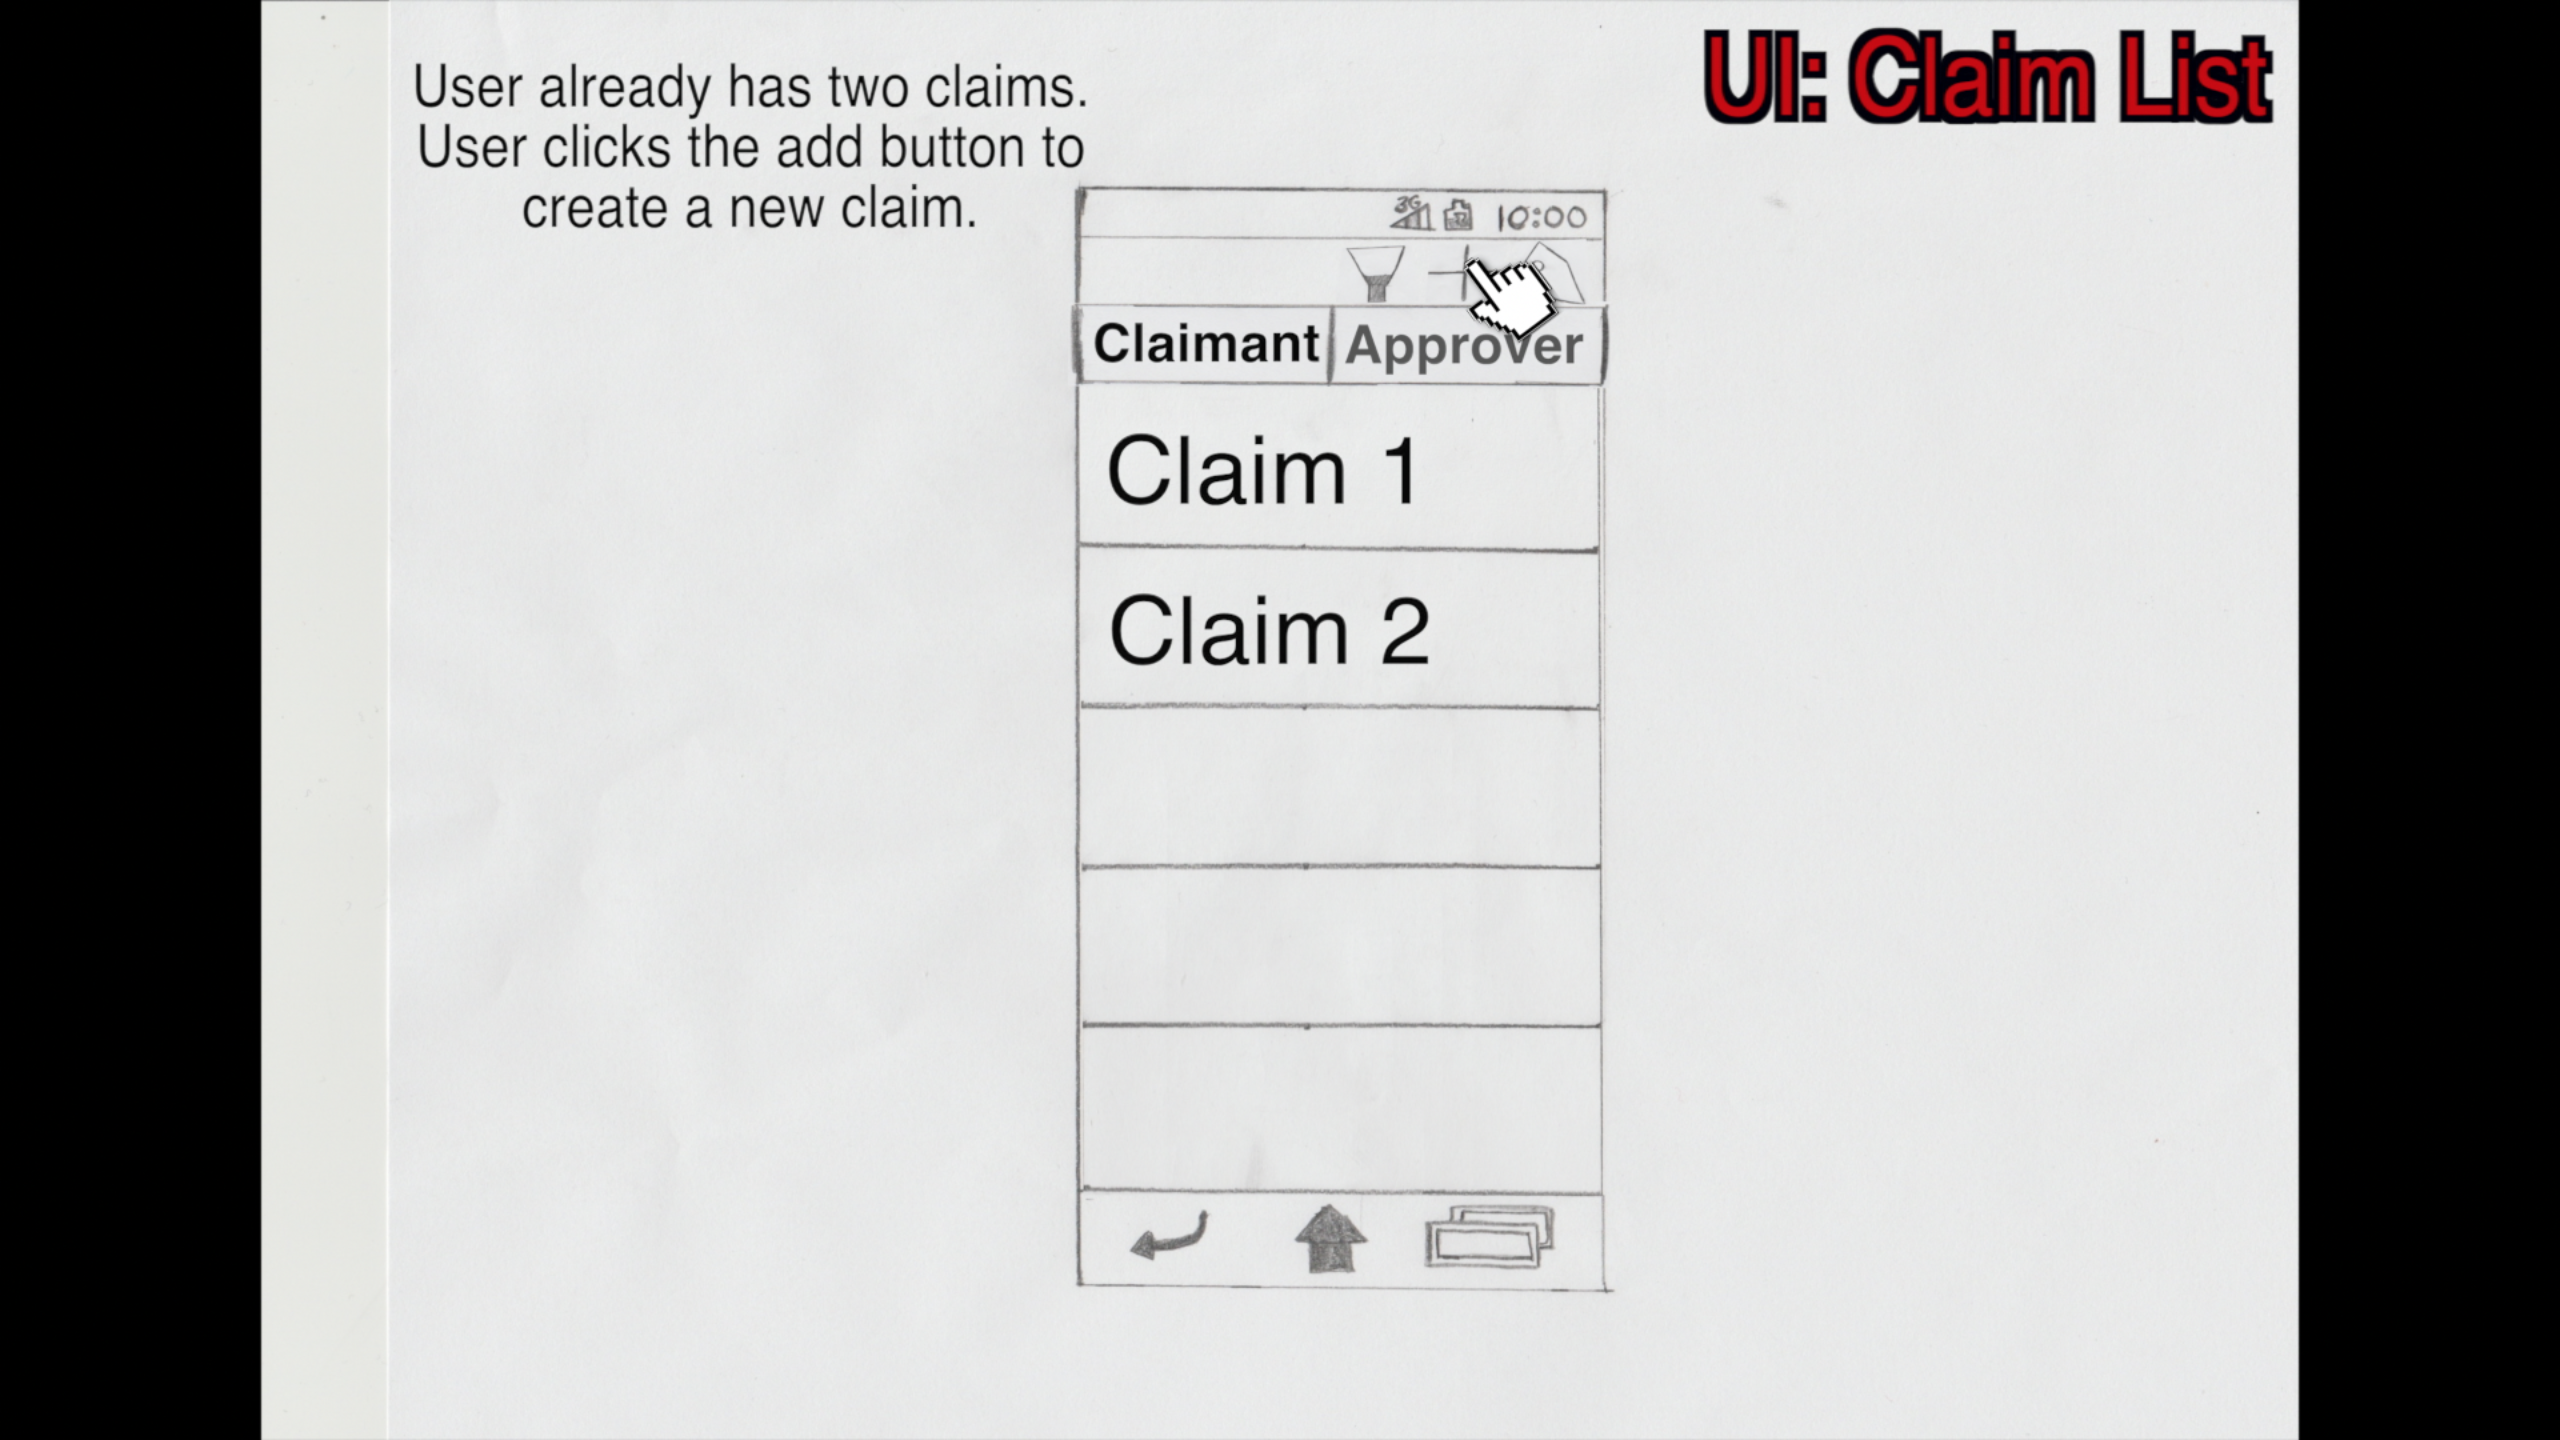 User already has two claims.
User clicks the add button to
create a new claim.
UI: Claim List
3G 10:00
Claimant Approver
Claim 1
Claim 2